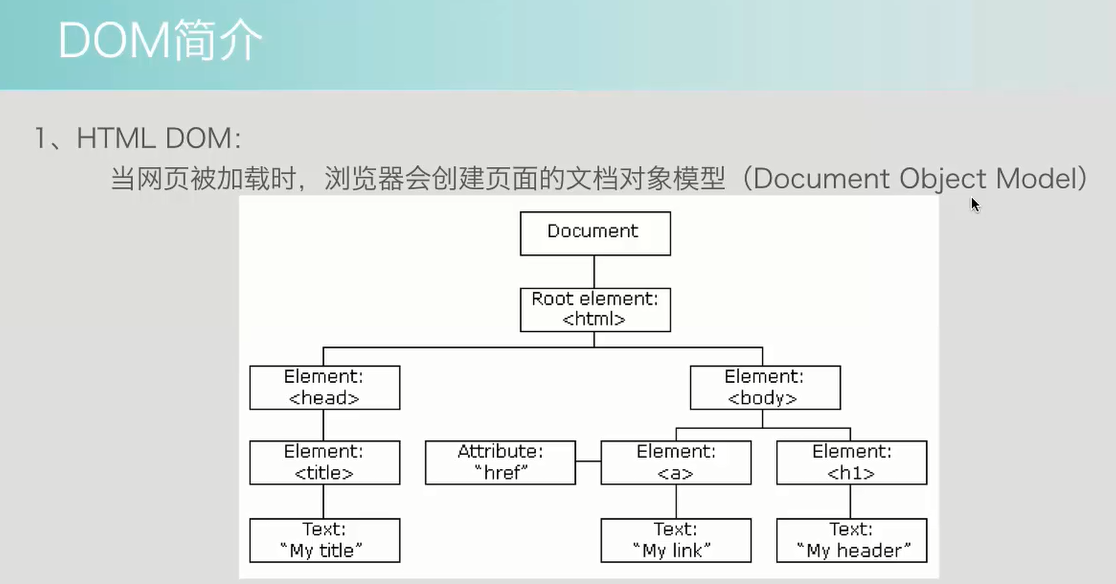 DOM简介
1、HTML DOM:
当网页被加载时，浏览器会创建页面的文档对象模型（Document Object Model）
Document
Root element:
<html>
Element:
<head>
Element:
<body>
Element:
<title>
Attribute:
"href"
Element:
<a>
Element:
<h1>
Text:
"My title"
Text:
"My link"
Text:
"My header"